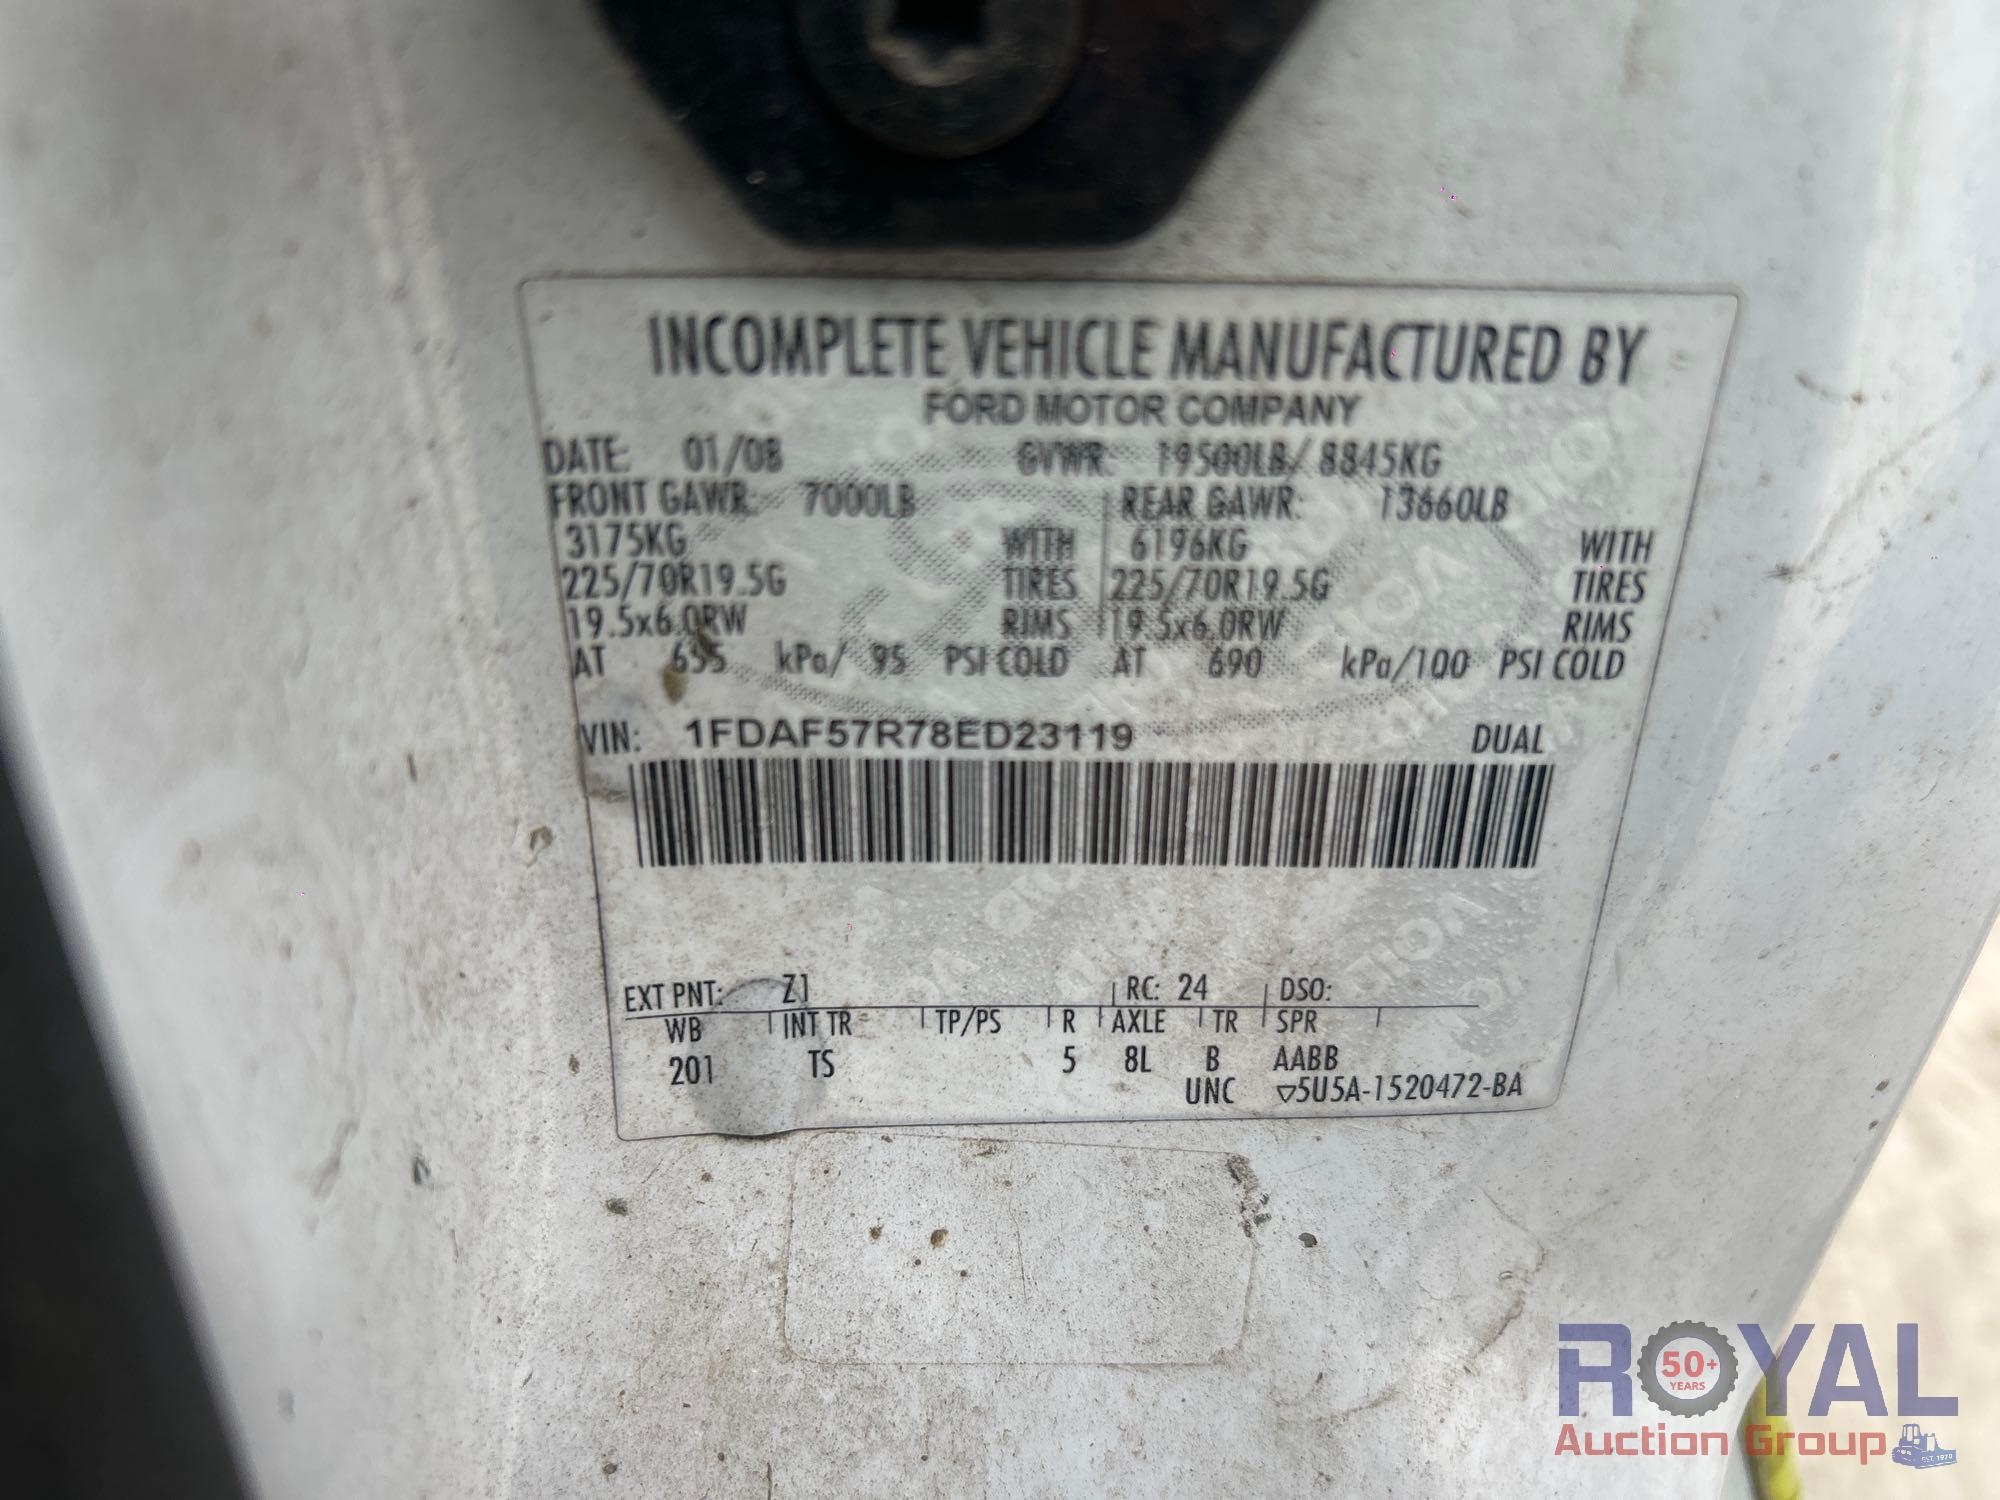 INCOMPLETE VEHICLE MANUFACTURED BY
FORD MOTOR COMPANY
DATE: 01/08 GVWR: 19500LB/ 8845KG
FRONT GAWR: 7000LB REAR GAWR: 13660LB
3175KG WITH 6196KG WITH
225/70R19.5G TIRES 225/70R19.5G TIRES
19.5x6.0RW RIMS 19.5x6.0RW RIMS
AT 655 kPa/ 95 PSI COLD AT 690 kPa/100 PSI COLD
VIN: 1FDAF57R78ED23119 DUAL
EXT PNT: Z1 RC: 24 DSO:
WB INT TR TP/PS R AXLE TR SPR
201 TS 5 8L B AABB
UNC ▽5U5A-1520472-BA
ROYAL
50+
YEARS
Auction Group
EST. 1970